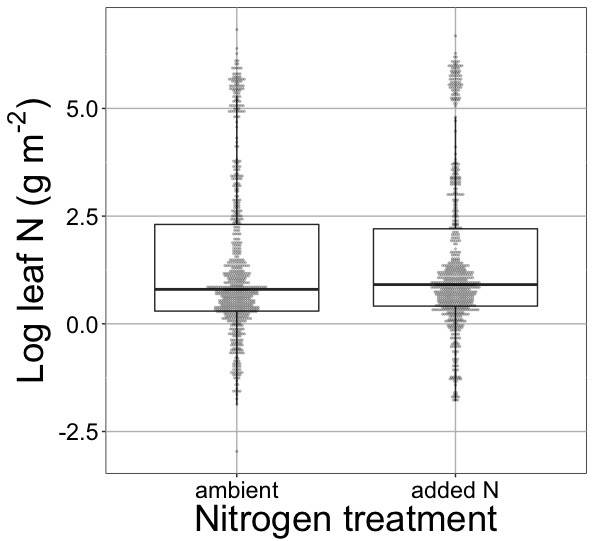 Log leaf N (g m⁻²)
5.0
2.5
0.0
-2.5
ambient added N
Nitrogen treatment